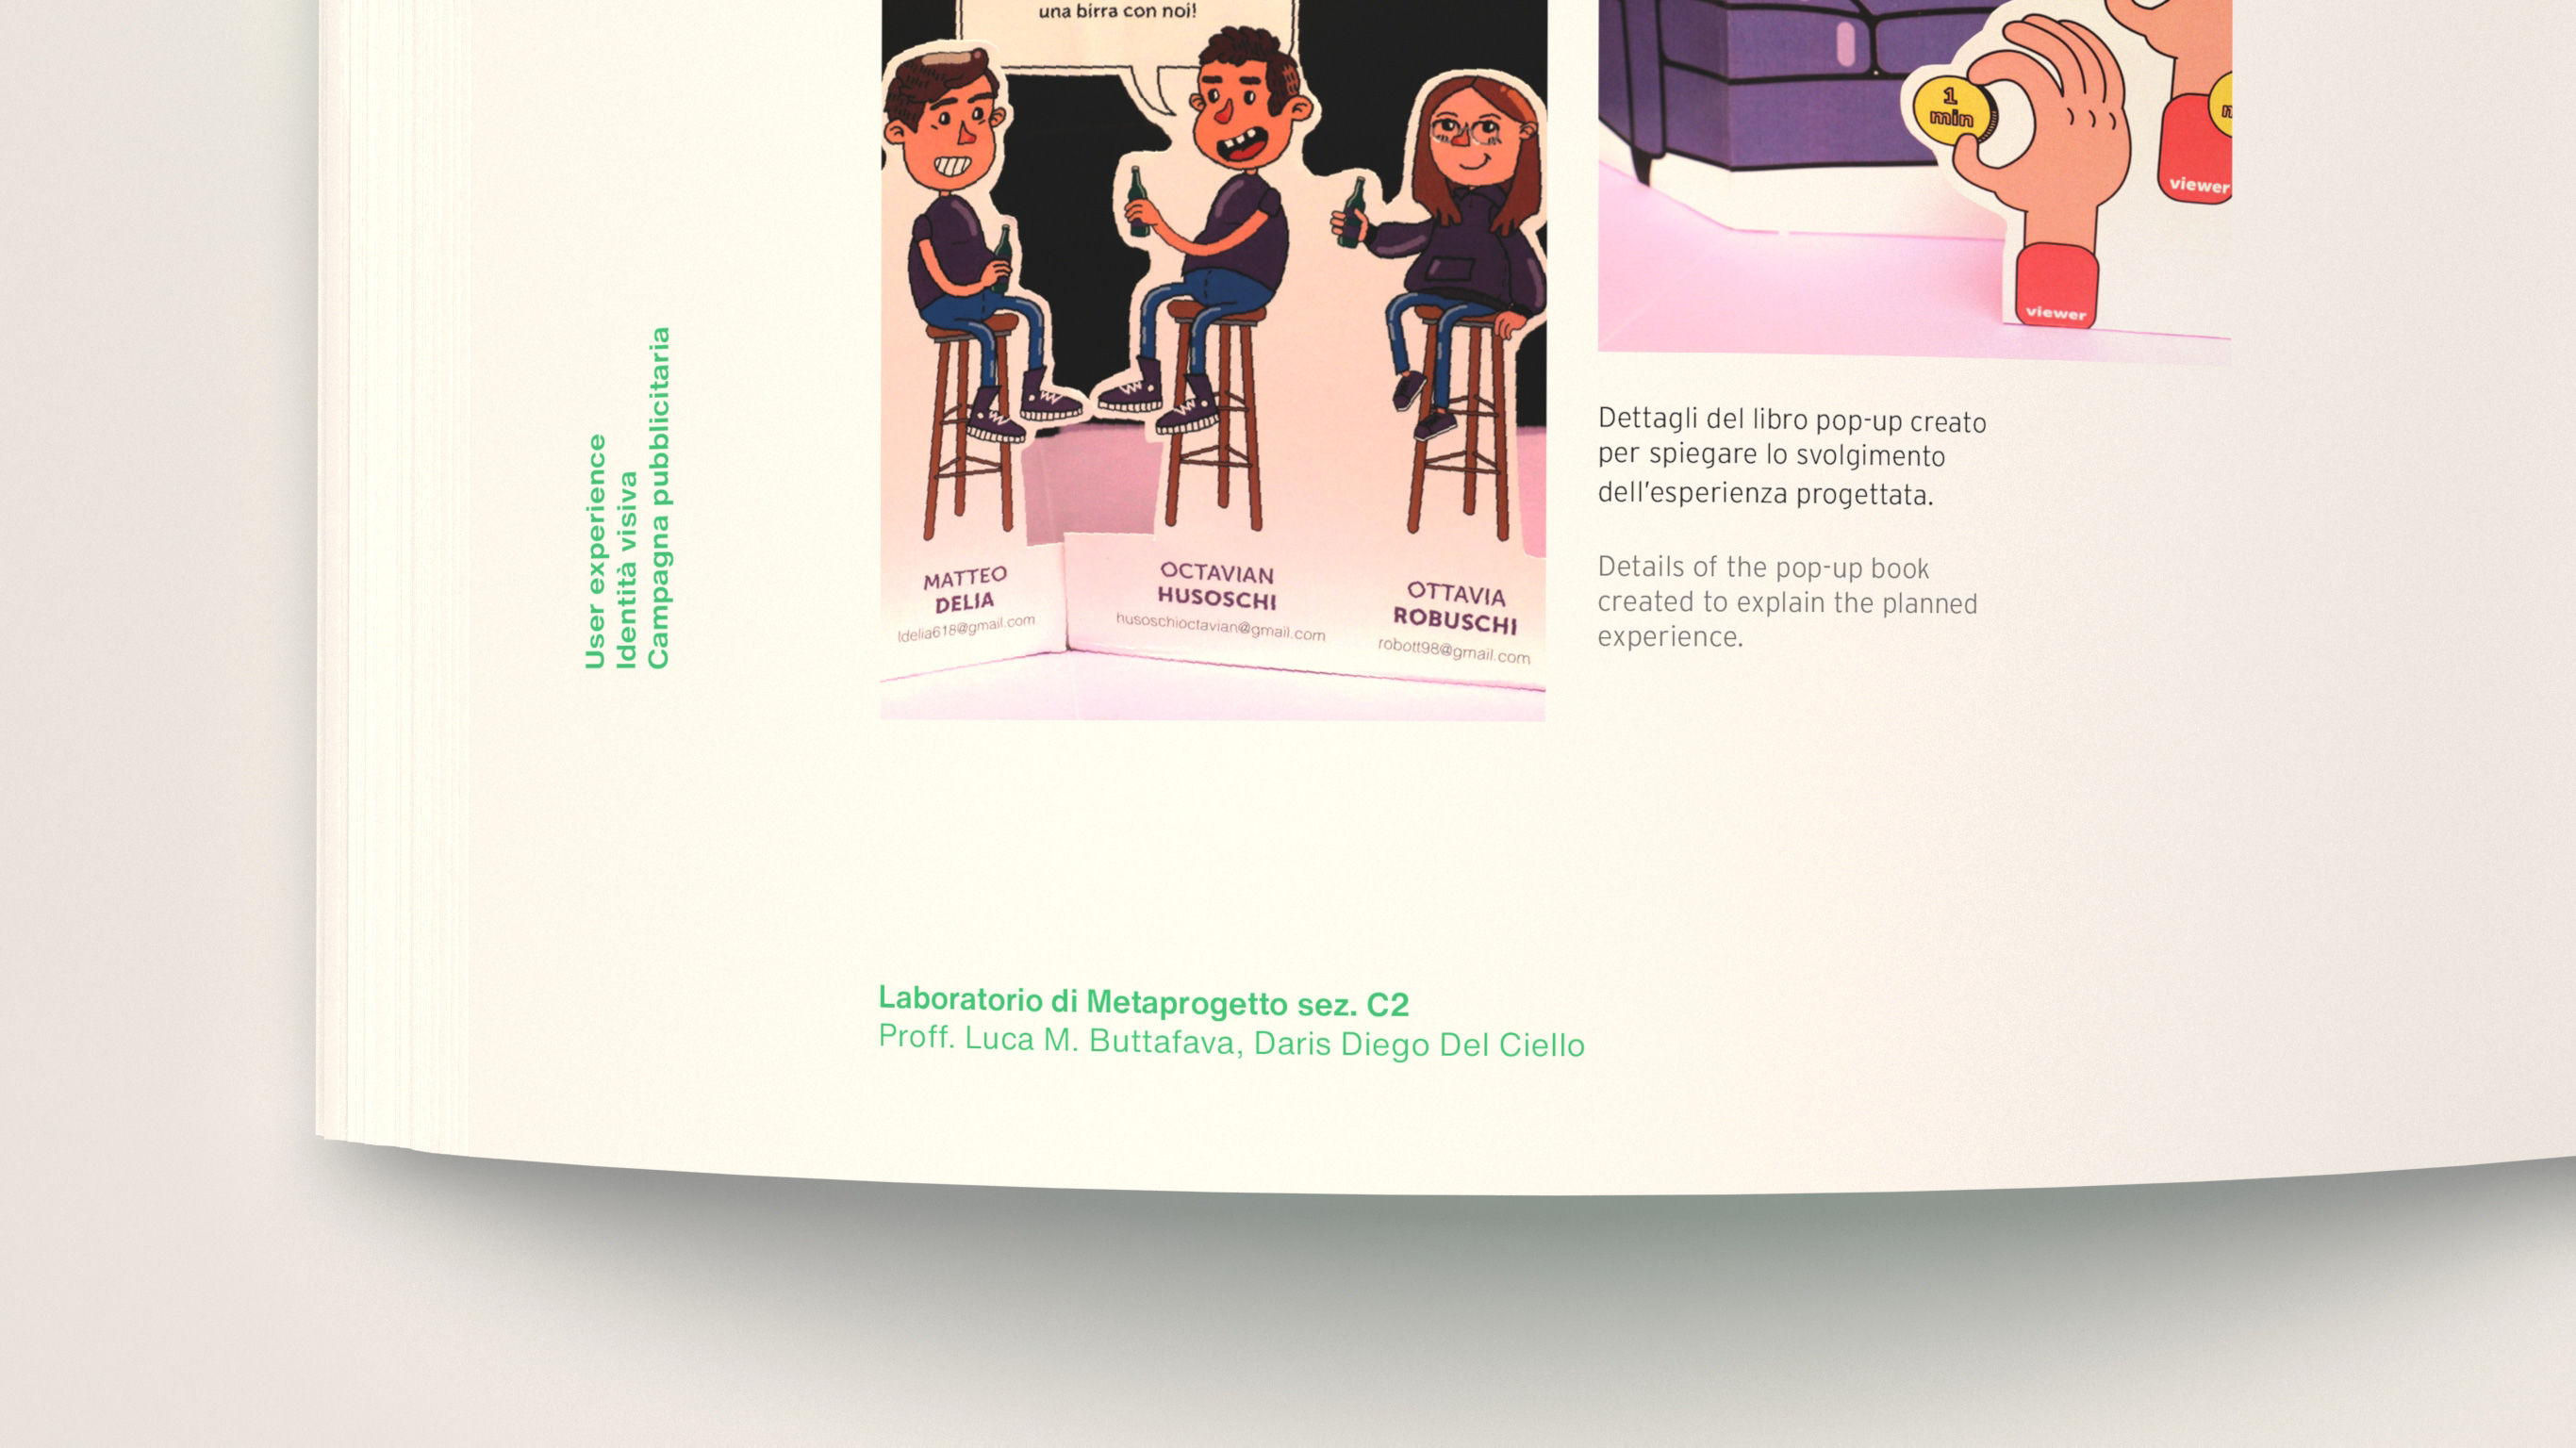 una birra con noi!
1
min
viewer
viewer
User experience
Identità visiva
Campagna pubblicitaria
MATTEO
DELIA
ldelia618@gmail.com
OCTAVIAN
HUSOSCHI
husoschioctavian@gmail.com
OTTAVIA
ROBUSCHI
robott98@gmail.com
Dettagli del libro pop-up creato
per spiegare lo svolgimento
dell'esperienza progettata.
Details of the pop-up book
created to explain the planned
experience.
Laboratorio di Metaprogetto sez. C2
Proff. Luca M. Buttafava, Daris Diego Del Ciello